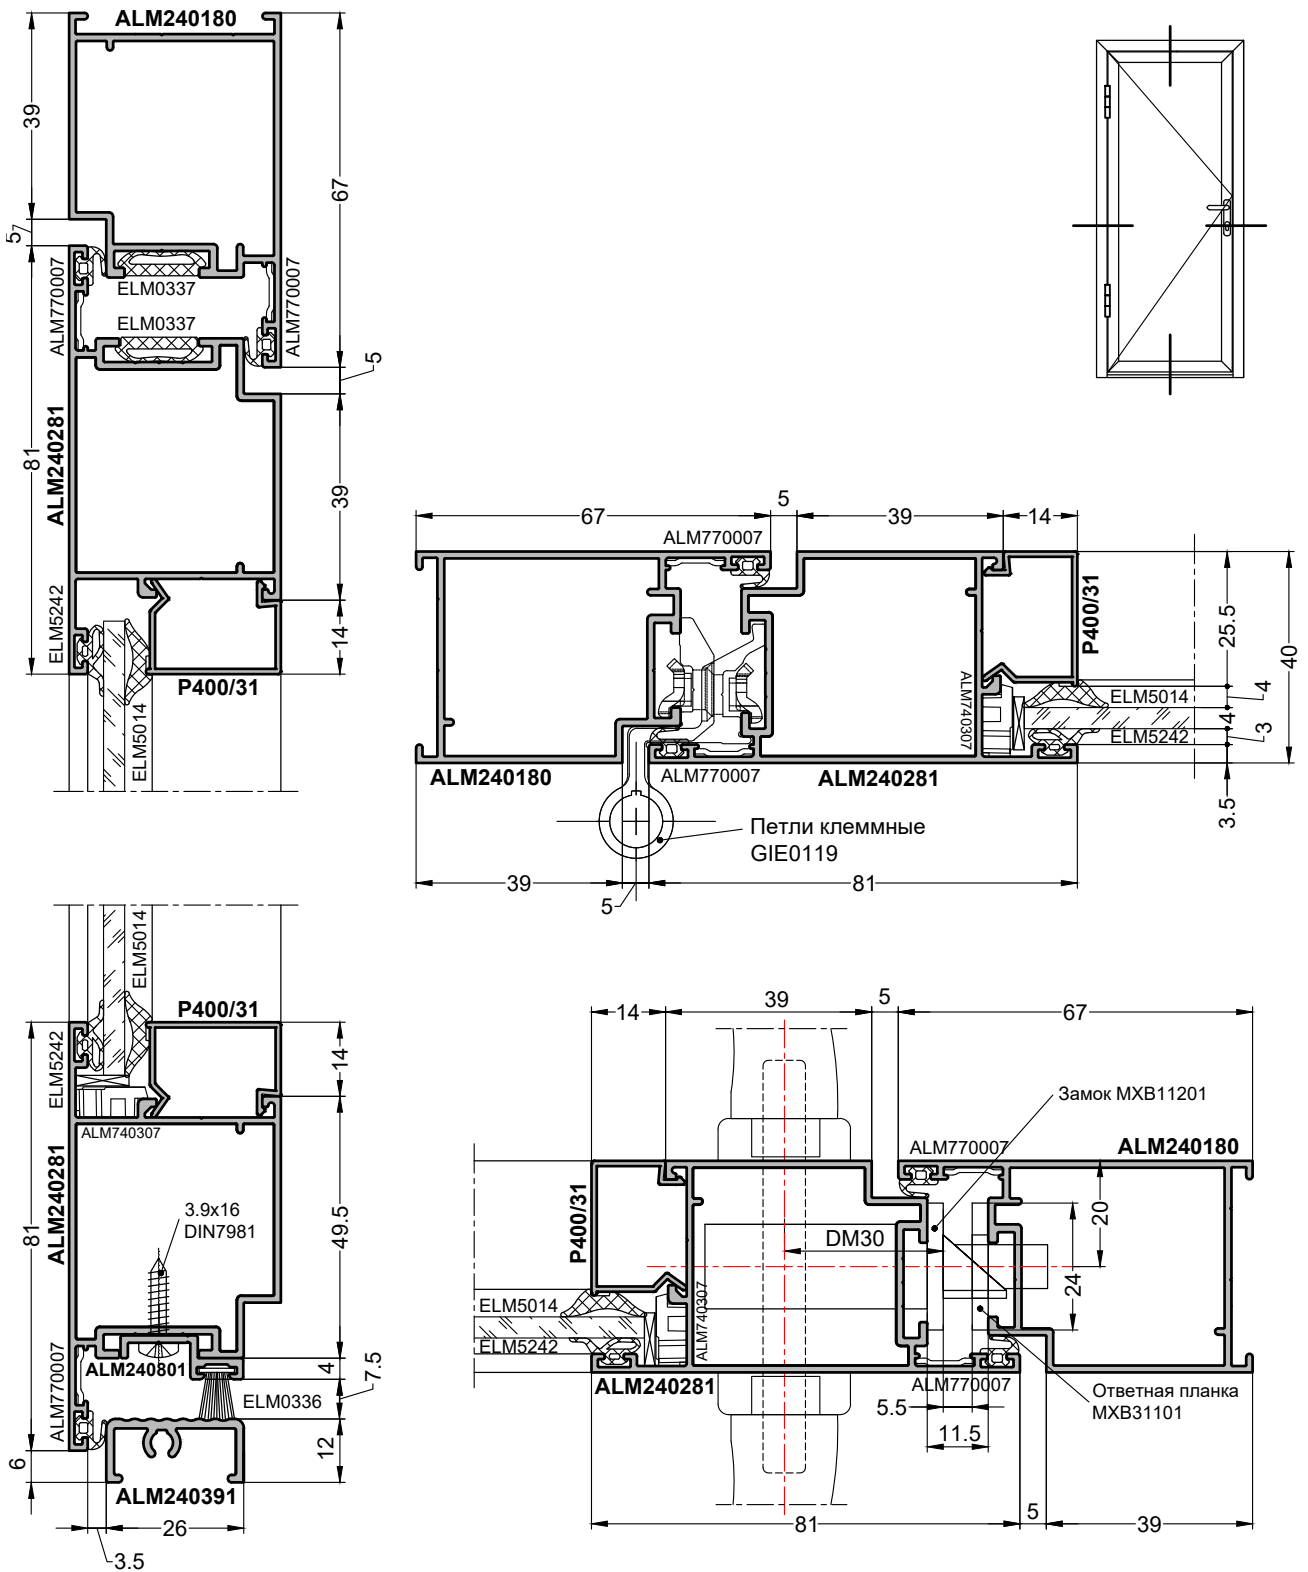 ALM240180
39
67
5
ALM770007
ELM0337
ALM770007
ELM0337
5
ALM240281
81
39
ELM5242
14
P400/31
ELM5014
67
5
39
14
ALM770007
P400/31
25.5
40
ALM740307
ELM5014
4
4
ELM5242
3
3.5
ALM240180
ALM770007
ALM240281
Петли клеммные
GIE0119
39
5
81
ELM5014
P400/31
ELM5242
14
ALM740307
ALM240281
81
3.9x16
DIN7981
49.5
ALM770007
ALM240801
4
7.5
ELM0336
12
6
ALM240391
26
3.5
14
39
5
67
Замок MXB11201
ALM770007
ALM240180
P400/31
DM30
20
24
ELM5014
ELM5242
ALM740307
ALM240281
ALM770007
Ответная планка
MXB31101
5.5
11.5
81
5
39